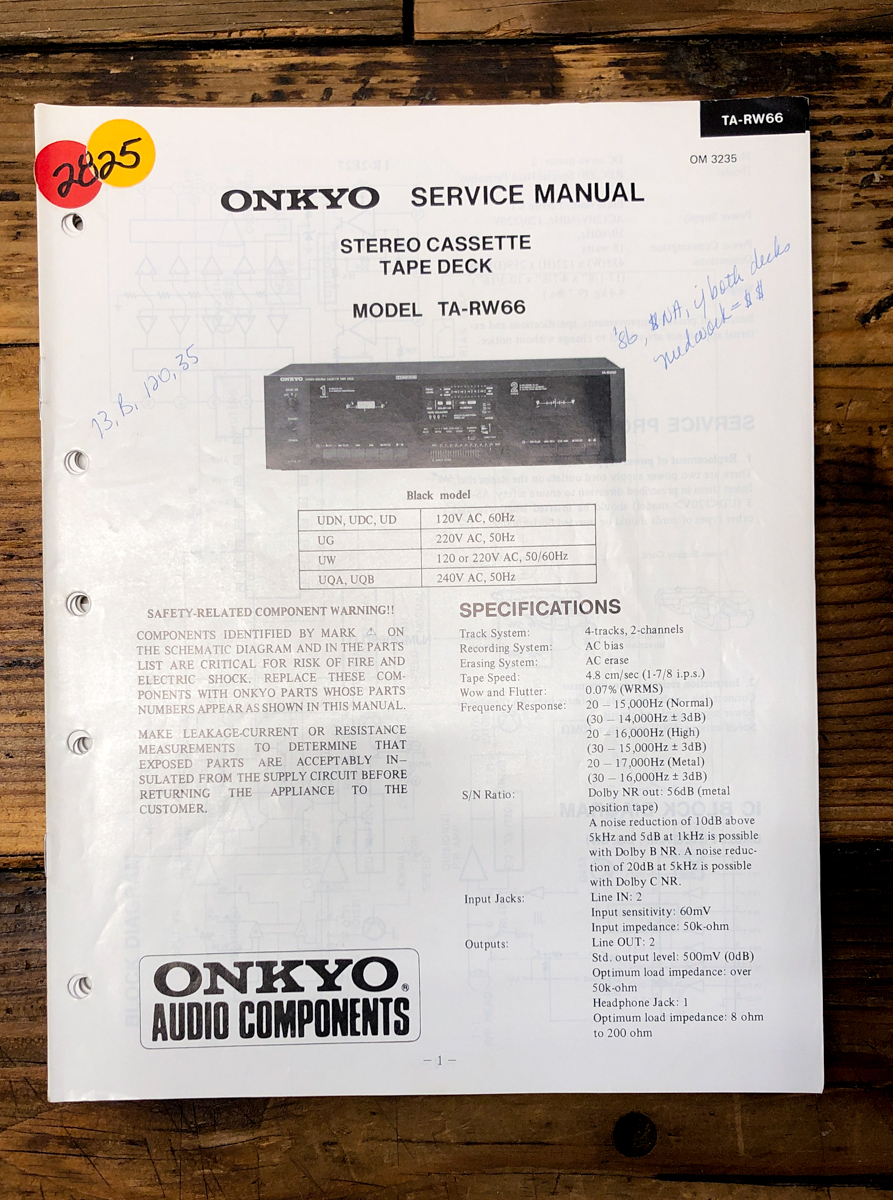 TA-RW66
OM 3235
2825
ONKYO SERVICE MANUAL
STEREO CASSETTE
TAPE DECK
MODEL TA-RW66
'86, $NA, if both decks
need work = $$
13, B, 120, 35
ONKYO
1
2
Black model
UDN, UDC, UD 120V AC, 60Hz
UG 220V AC, 50Hz
UW 120 or 220V AC, 50/60Hz
UQA, UQB 240V AC, 50Hz
SAFETY-RELATED COMPONENT WARNING!!
COMPONENTS IDENTIFIED BY MARK ⚠ ON
THE SCHEMATIC DIAGRAM AND IN THE PARTS
LIST ARE CRITICAL FOR RISK OF FIRE AND
ELECTRIC SHOCK. REPLACE THESE COM-
PONENTS WITH ONKYO PARTS WHOSE PARTS
NUMBERS APPEAR AS SHOWN IN THIS MANUAL.
MAKE LEAKAGE-CURRENT OR RESISTANCE
MEASUREMENTS TO DETERMINE THAT
EXPOSED PARTS ARE ACCEPTABLY IN-
SULATED FROM THE SUPPLY CIRCUIT BEFORE
RETURNING THE APPLIANCE TO THE
CUSTOMER.
SPECIFICATIONS
Track System: 4-tracks, 2-channels
Recording System: AC bias
Erasing System: AC erase
Tape Speed: 4.8 cm/sec (1-7/8 i.p.s.)
Wow and Flutter: 0.07% (WRMS)
Frequency Response: 20 – 15,000Hz (Normal)
(30 – 14,000Hz ± 3dB)
20 – 16,000Hz (High)
(30 – 15,000Hz ± 3dB)
20 – 17,000Hz (Metal)
(30 – 16,000Hz ± 3dB)
S/N Ratio: Dolby NR out: 56dB (metal
position tape)
A noise reduction of 10dB above
5kHz and 5dB at 1kHz is possible
with Dolby B NR. A noise reduc-
tion of 20dB at 5kHz is possible
with Dolby C NR.
Input Jacks: Line IN: 2
Input sensitivity: 60mV
Input impedance: 50k-ohm
Outputs: Line OUT: 2
Std. output level: 500mV (0dB)
Optimum load impedance: over
50k-ohm
Headphone Jack: 1
Optimum load impedance: 8 ohm
to 200 ohm
ONKYO®
AUDIO COMPONENTS
– 1 –